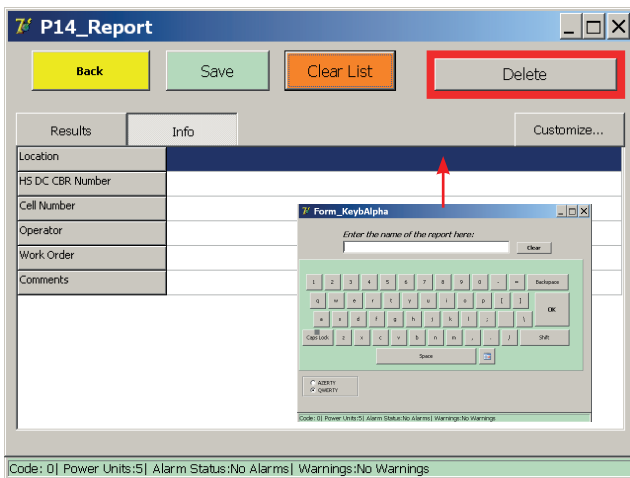 P14_Report
Back Save Clear List Delete
Results Info Customize...
Location
HS DC CBR Number
Cell Number
Operator
Work Order
Comments
Form_KeybAlpha
Enter the name of the report here:
Clear
1 2 3 4 5 6 7 8 9 0 - = Backspace
q w e r t y u i o p [ ]
OK
a s d f g h j k l ; ' \
Caps Lock z x c v b n m , . / Shift
Space
AZERTY
QWERTY
Code: 0| Power Units:5| Alarm Status:No Alarms| Warnings:No Warnings
Code: 0| Power Units:5| Alarm Status:No Alarms| Warnings:No Warnings